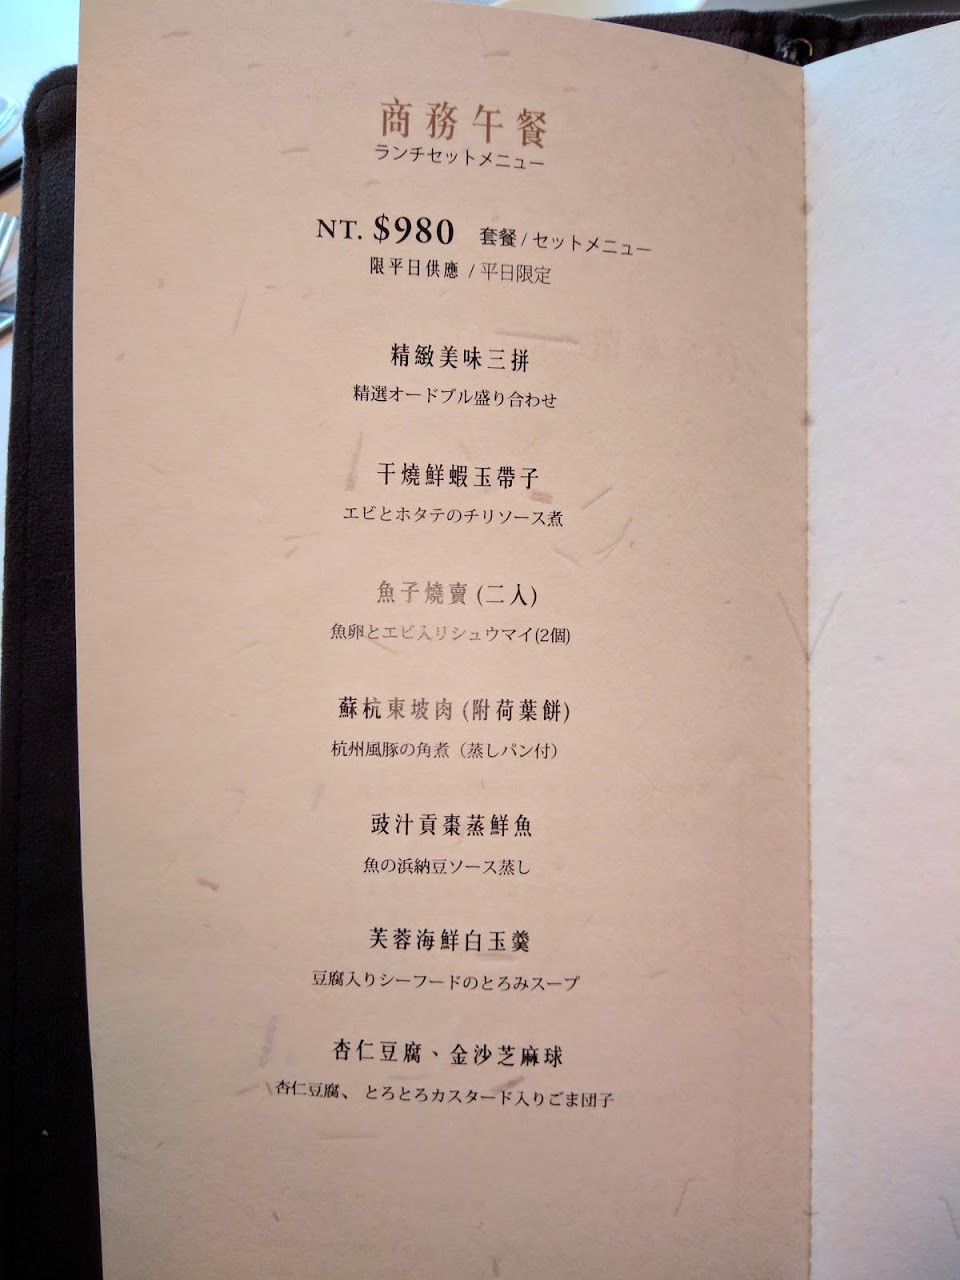 商務午餐
ランチセットメニュー
NT. $980 套餐 / セットメニュー
限平日供應 / 平日限定
精緻美味三拼
精選オードブル盛り合わせ
干燒鮮蝦玉帶子
エビとホタテのチリソース煮
魚子燒賣 (二人)
魚卵とエビ入リシュウマイ(2個)
蘇杭東坡肉 (附荷葉餅)
杭州風豚の角煮（蒸しパン付）
豉汁貢棗蒸鮮魚
魚の浜納豆ソース蒸し
芙蓉海鮮白玉羹
豆腐入りシーフードのとろみスープ
杏仁豆腐、金沙芝麻球
杏仁豆腐、とろとろカスタード入りごま団子